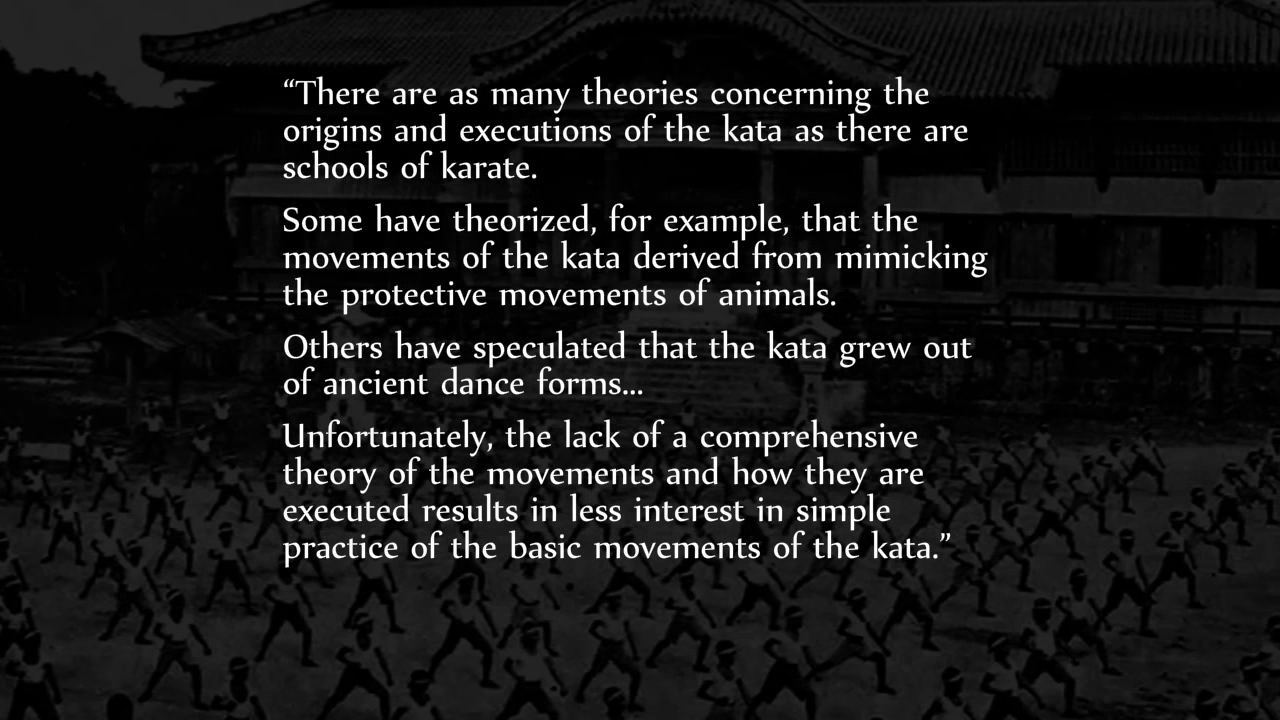 “There are as many theories concerning the
origins and executions of the kata as there are
schools of karate.
Some have theorized, for example, that the
movements of the kata derived from mimicking
the protective movements of animals.
Others have speculated that the kata grew out
of ancient dance forms...
Unfortunately, the lack of a comprehensive
theory of the movements and how they are
executed results in less interest in simple
practice of the basic movements of the kata.”